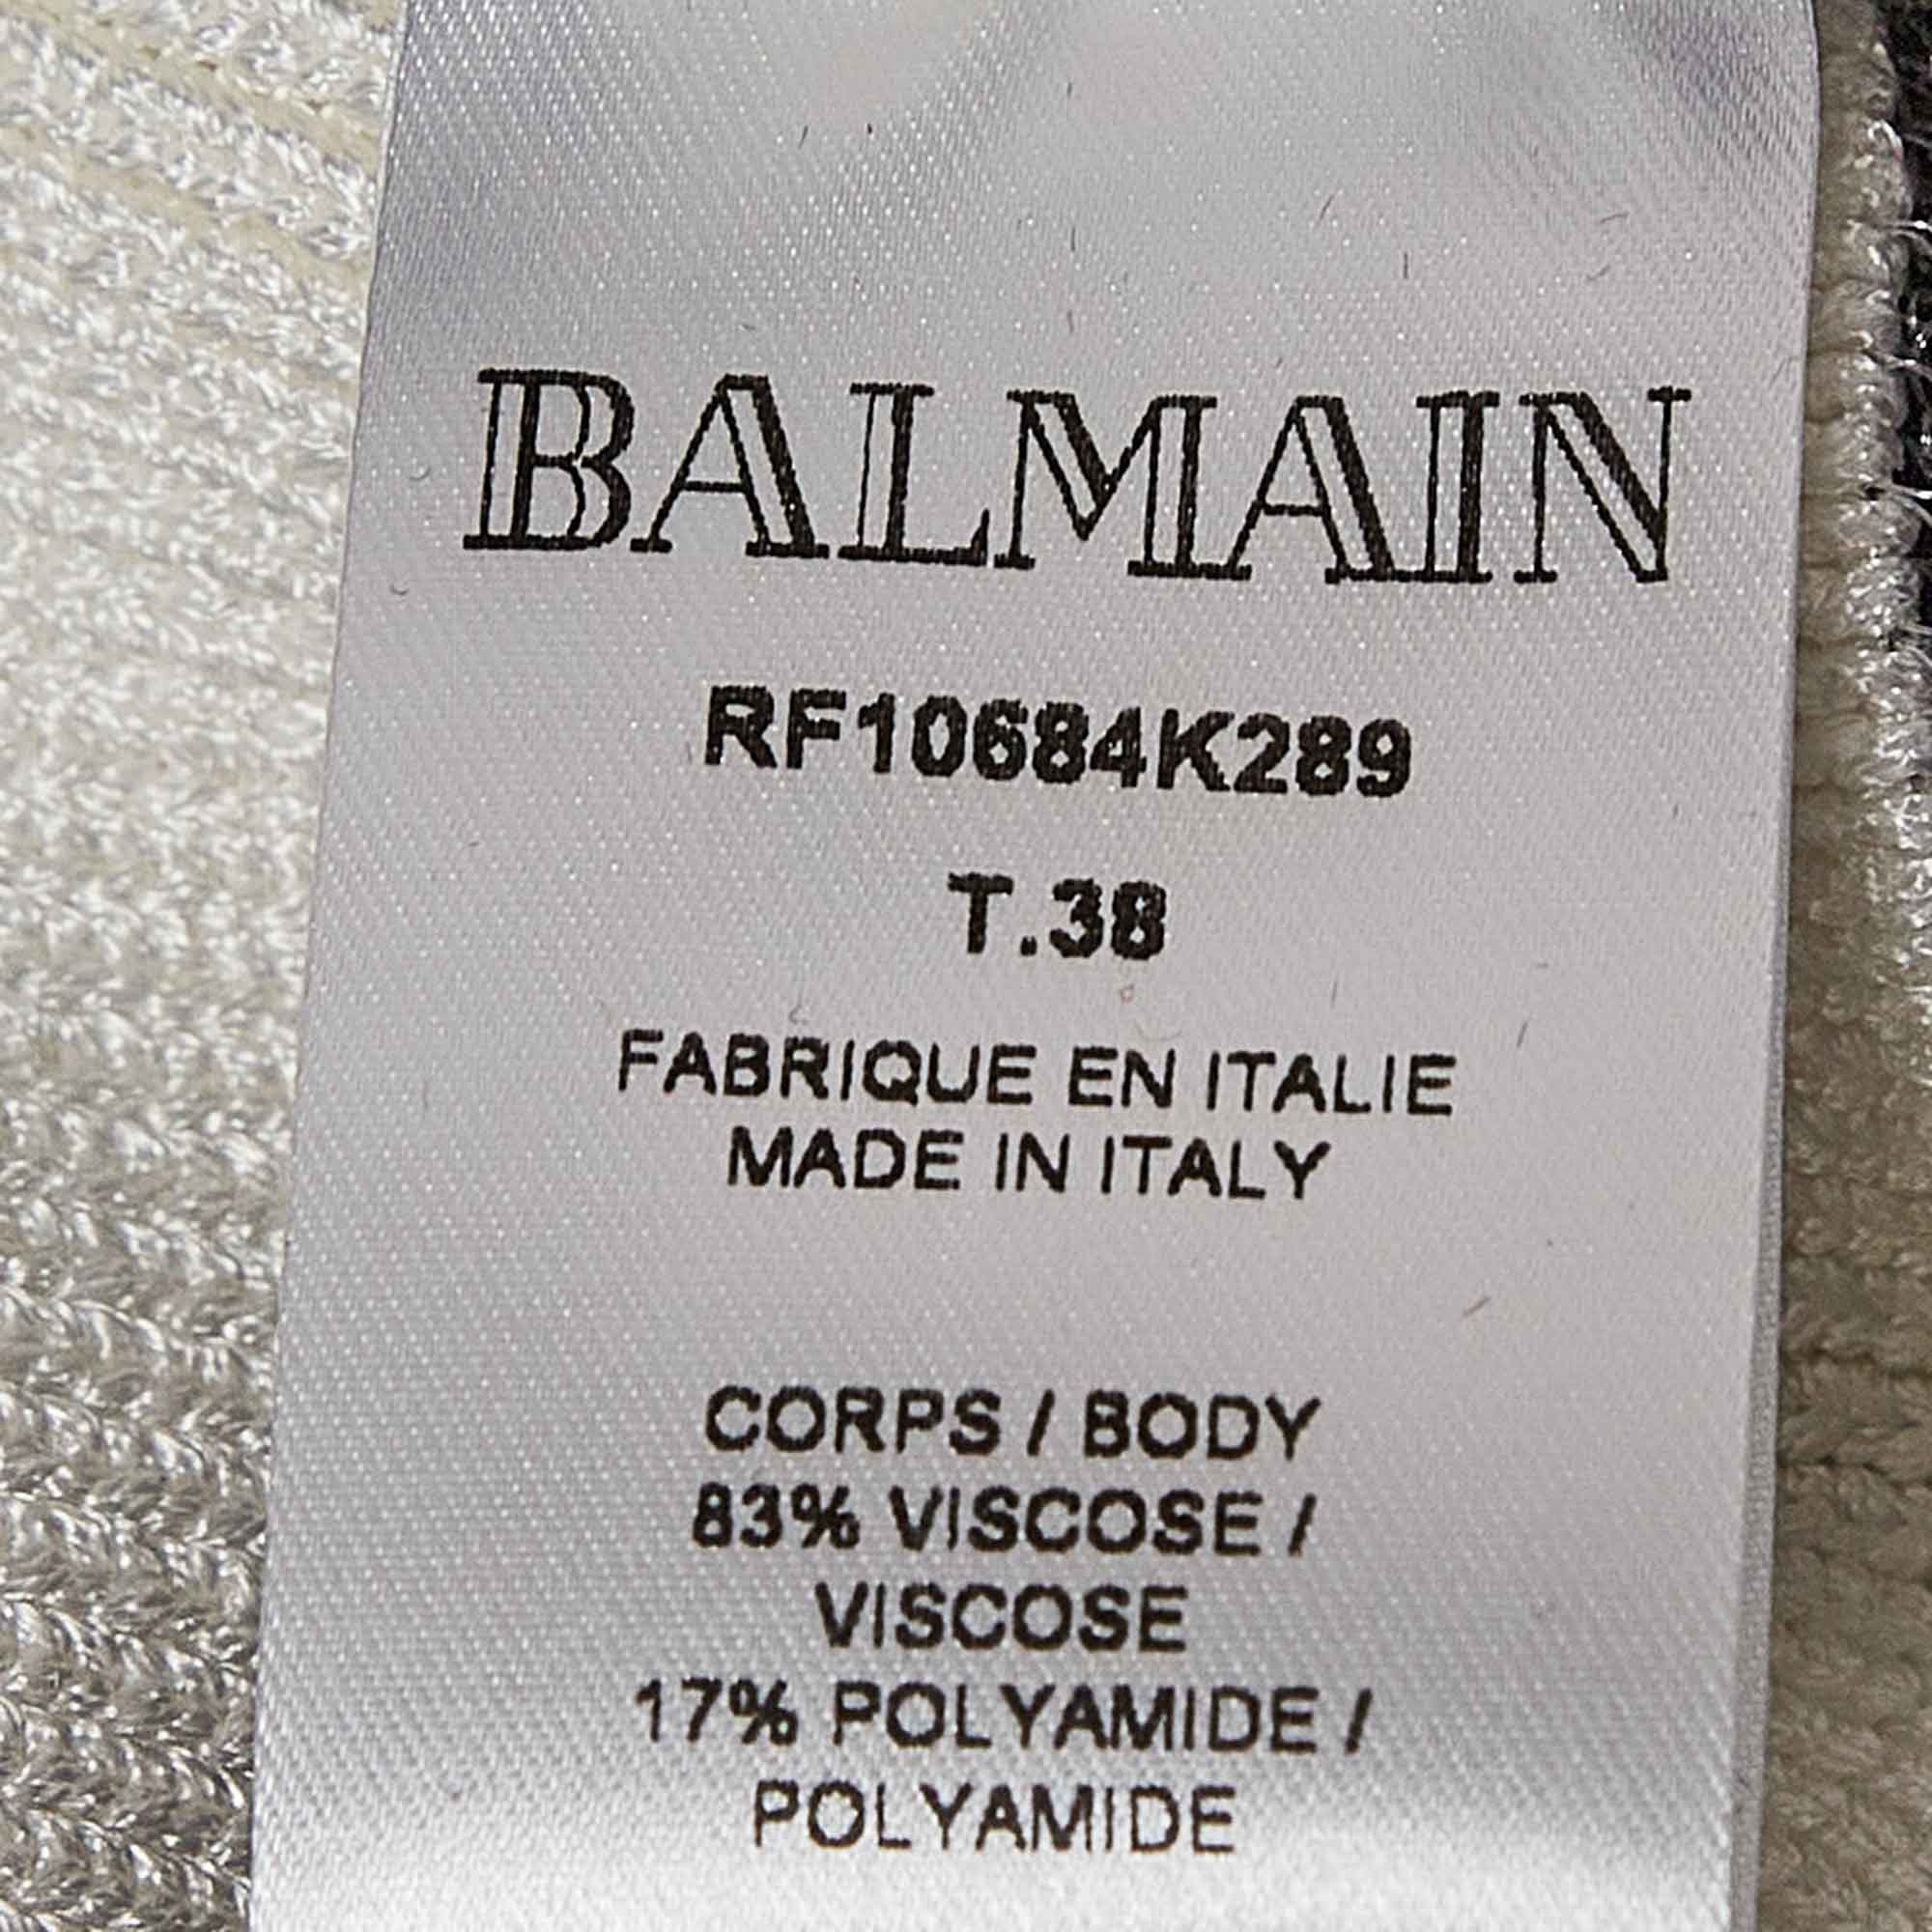 BALMAIN
RF10684K289
T.38
FABRIQUE EN ITALIE
MADE IN ITALY
CORPS / BODY
83% VISCOSE /
VISCOSE
17% POLYAMIDE /
POLYAMIDE